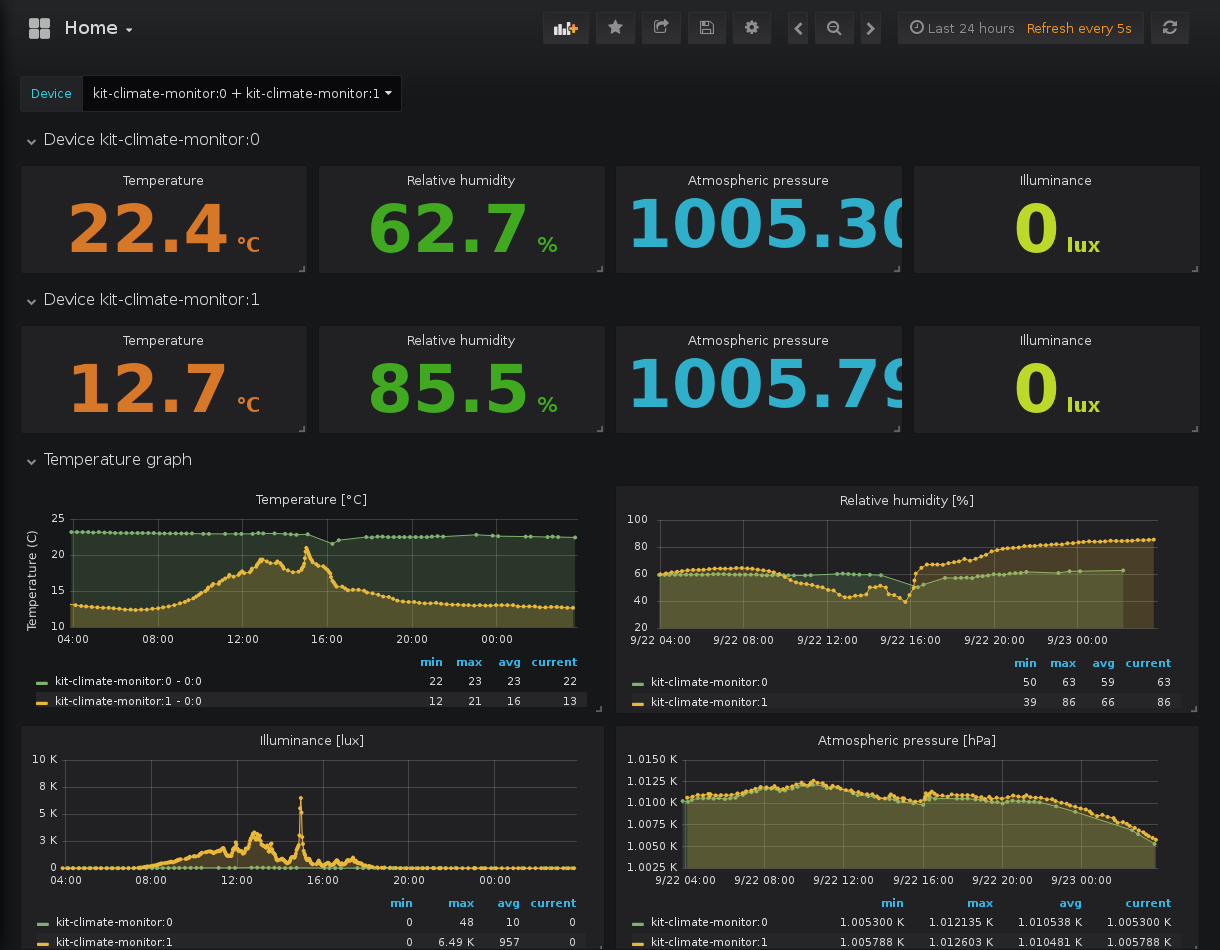 Home
Last 24 hours Refresh every 5s
Device kit-climate-monitor:0 + kit-climate-monitor:1
Device kit-climate-monitor:0
Temperature Relative humidity Atmospheric pressure Illuminance
22.4 °C 62.7 % 1005.30 0 lux
Device kit-climate-monitor:1
Temperature Relative humidity Atmospheric pressure Illuminance
12.7 °C 85.5 % 1005.79 0 lux
Temperature graph
Temperature [°C]
Temperature (C)
25
20
15
10
04:00 08:00 12:00 16:00 20:00 00:00
min max avg current
kit-climate-monitor:0 - 0:0 22 23 23 22
kit-climate-monitor:1 - 0:0 12 21 16 13
Relative humidity [%]
100
80
60
40
20
9/22 04:00 9/22 08:00 9/22 12:00 9/22 16:00 9/22 20:00 9/23 00:00
min max avg current
kit-climate-monitor:0 50 63 59 63
kit-climate-monitor:1 39 86 66 86
Illuminance [lux]
10 K
8 K
5 K
3 K
0
04:00 08:00 12:00 16:00 20:00 00:00
min max avg current
kit-climate-monitor:0 0 48 10 0
kit-climate-monitor:1 0 6.49 K 957 0
Atmospheric pressure [hPa]
1.0150 K
1.0125 K
1.0100 K
1.0075 K
1.0050 K
1.0025 K
9/22 04:00 9/22 08:00 9/22 12:00 9/22 16:00 9/22 20:00 9/23 00:00
min max avg current
kit-climate-monitor:0 1.005300 K 1.012135 K 1.010538 K 1.005300 K
kit-climate-monitor:1 1.005788 K 1.012603 K 1.010481 K 1.005788 K